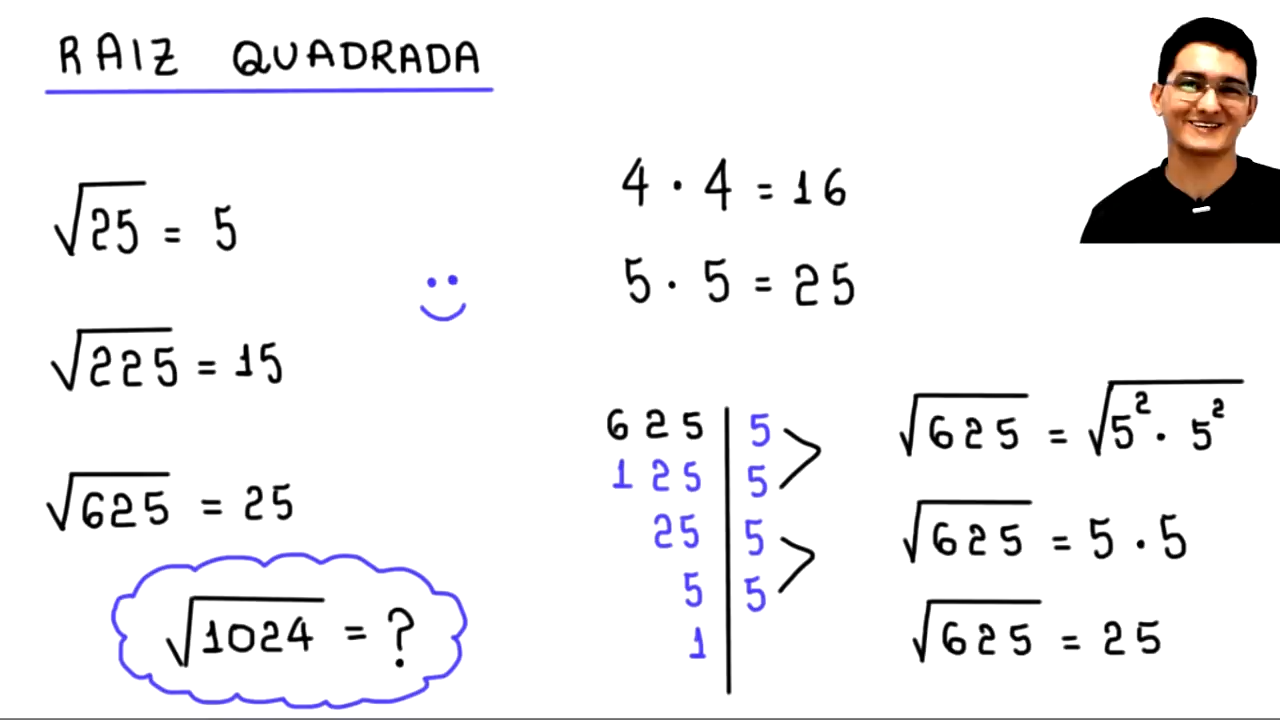 RAIZ QUADRADA
√25 = 5
√225 = 15
√625 = 25
√1024 = ?
4 · 4 = 16
5 · 5 = 25
625 | 5
125 | 5
25 | 5
5 | 5
1 |
√625 = √5² · 5²
√625 = 5 · 5
√625 = 25